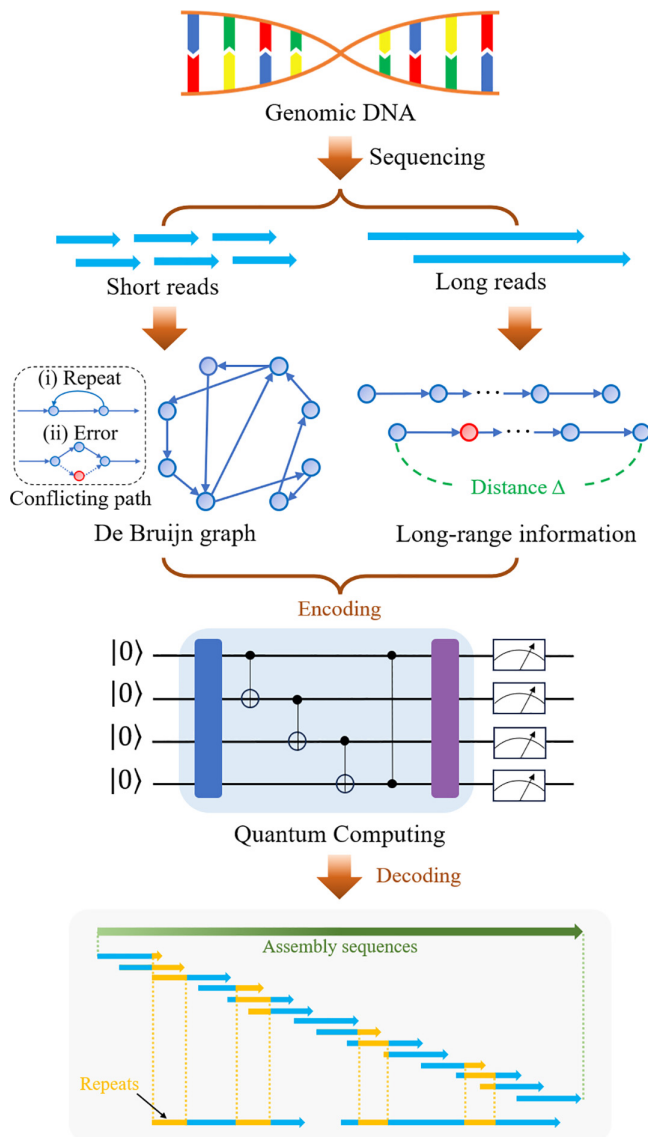 Genomic DNA
Sequencing
Short reads
Long reads
(i) Repeat
(ii) Error
Conflicting path
De Bruijn graph
Distance Δ
Long-range information
Encoding
|0⟩
|0⟩
|0⟩
|0⟩
Quantum Computing
Decoding
Assembly sequences
Repeats